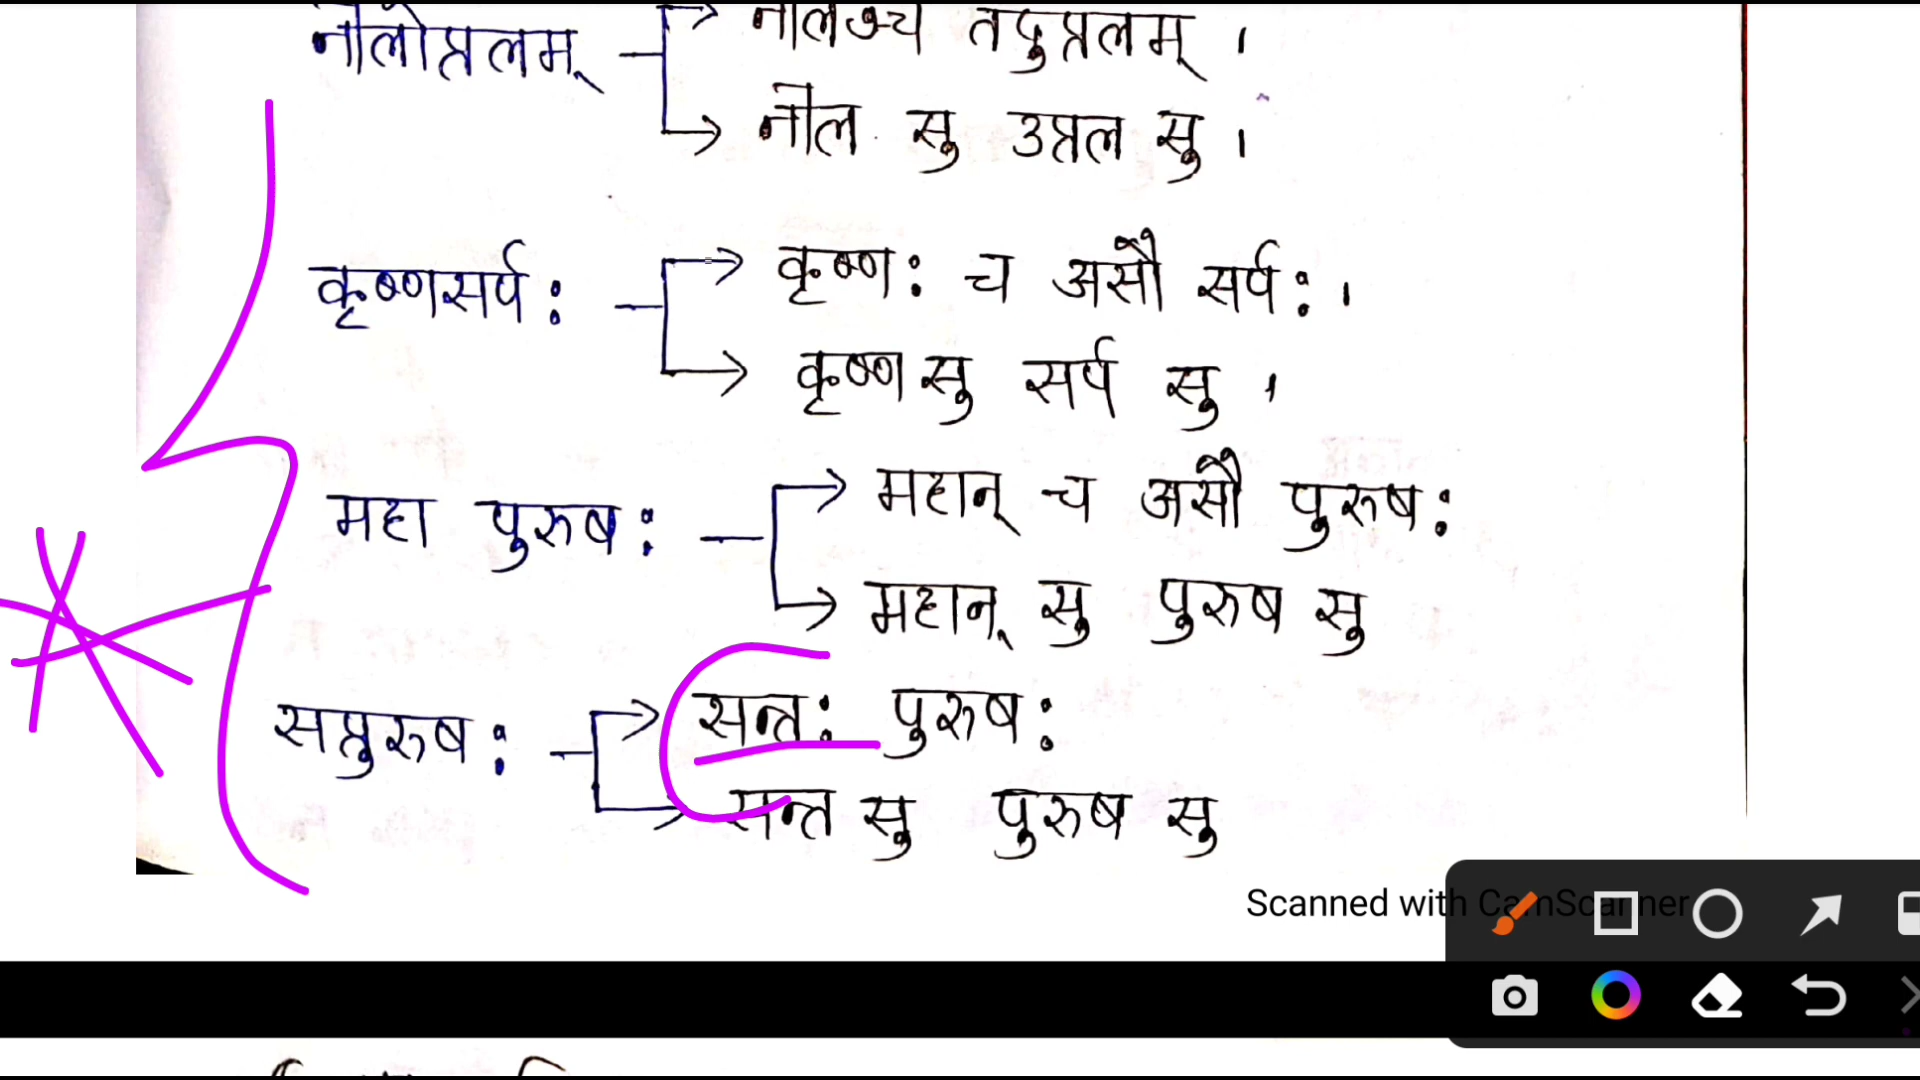 नीलोत्पलम् नीलञ्च तदुत्पलम् ।
नील सु उत्पल सु ।
कृष्णसर्पः कृष्णः च असौ सर्पः ।
कृष्ण सु सर्प सु ।
महा पुरुषः महान् च असौ पुरुषः
महान् सु पुरुष सु
सत्पुरुषः सन्तः पुरुषः
सन्त सु पुरुष सु
Scanned with CamScanner